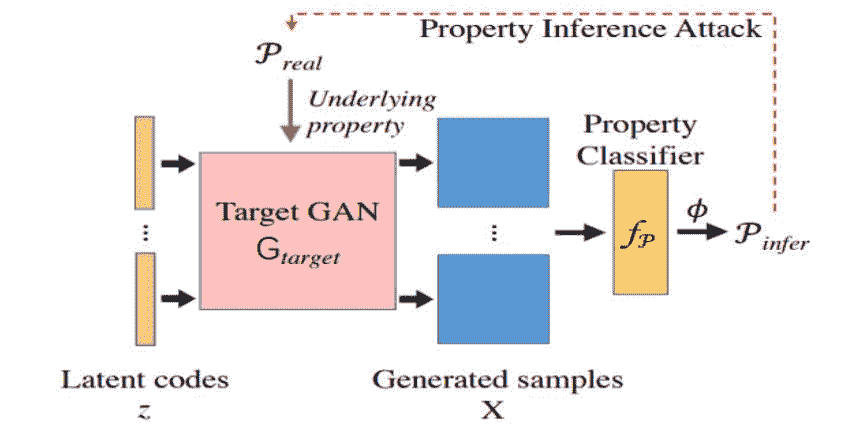 Property Inference Attack
𝒫real
Underlying
property
Property
Classifier
Target GAN
Gtarget
⋮
⋮
f𝒫
ϕ
𝒫infer
Latent codes
z
Generated samples
X